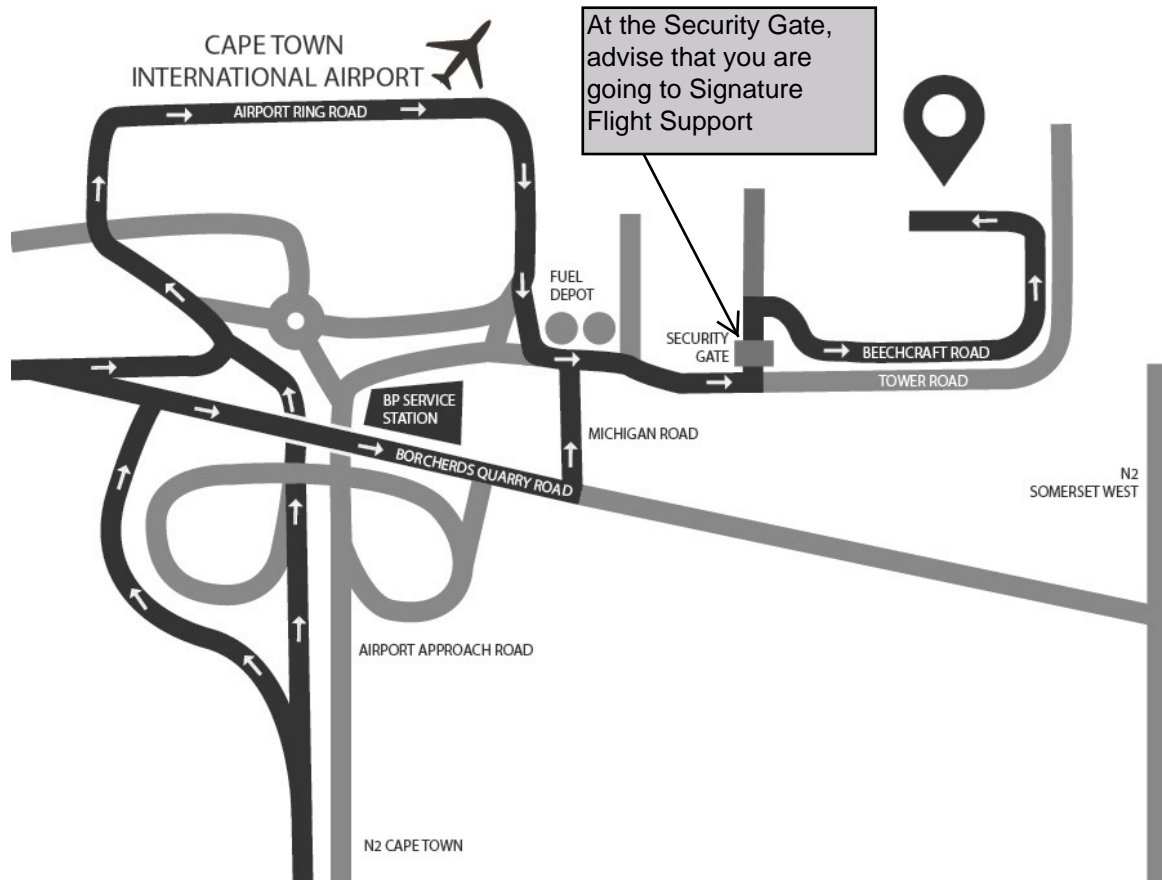 CAPE TOWN
INTERNATIONAL AIRPORT
At the Security Gate,
advise that you are
going to Signature
Flight Support
AIRPORT RING ROAD
FUEL
DEPOT
SECURITY
GATE
BEECHCRAFT ROAD
TOWER ROAD
BP SERVICE
STATION
MICHIGAN ROAD
BORCHERDS QUARRY ROAD
N2
SOMERSET WEST
AIRPORT APPROACH ROAD
N2 CAPE TOWN